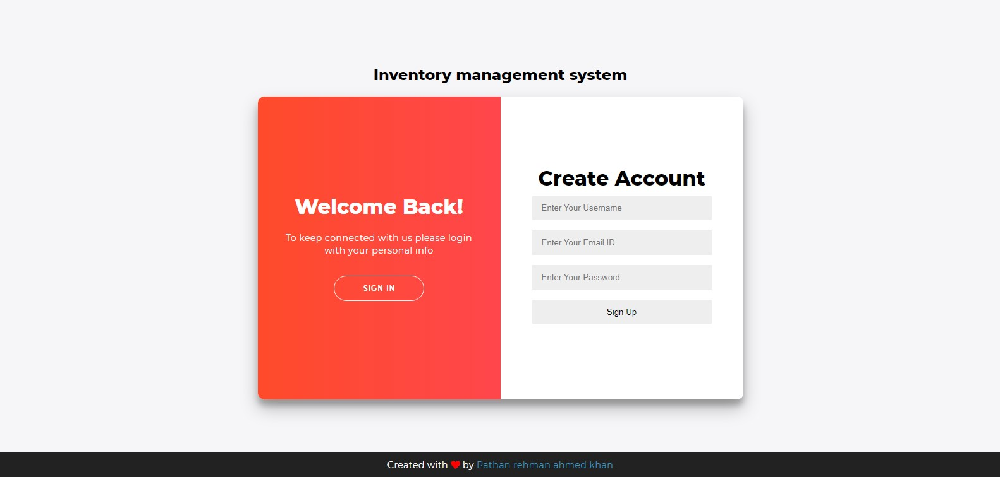 Inventory management system
Welcome Back!
To keep connected with us please login
with your personal info
SIGN IN
Create Account
Enter Your Username
Enter Your Email ID
Enter Your Password
Sign Up
Created with ❤ by Pathan rehman ahmed khan